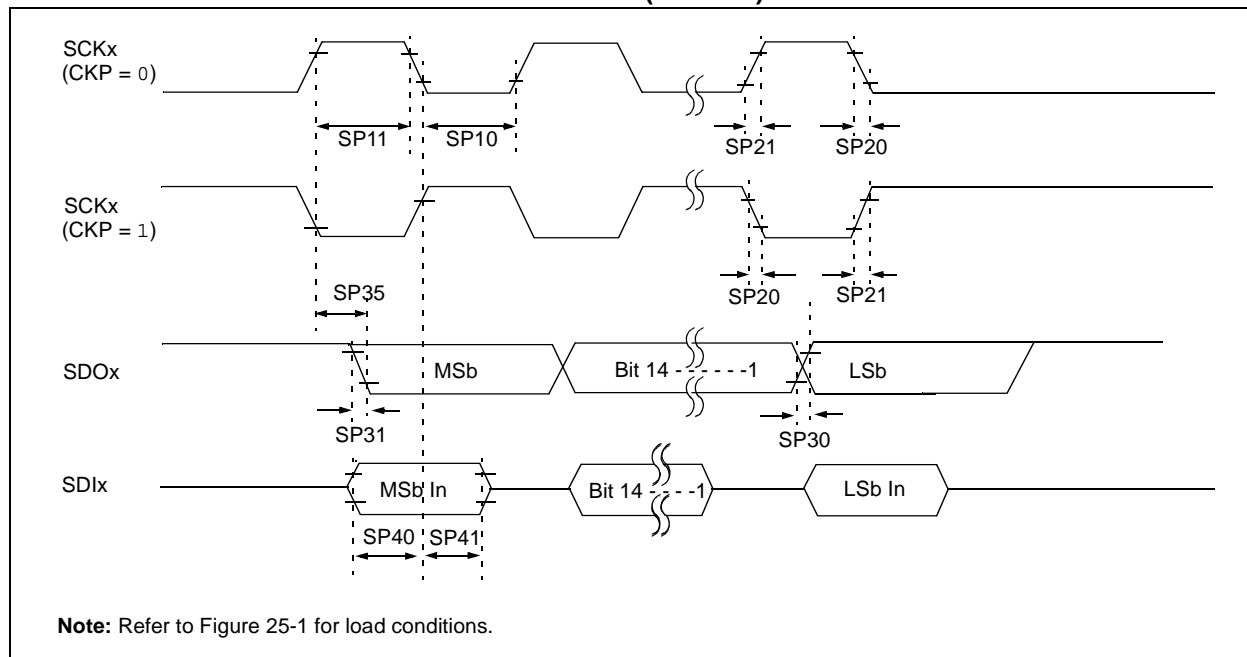 SCKx
(CKP = 0)
SP11
SP10
SP21
SP20
SCKx
(CKP = 1)
SP35
SP20
SP21
SDOx
MSb
Bit 14 - - - - - -1
LSb
SP31
SP30
SDIx
MSb In
Bit 14 - - - - -1
LSb In
SP40
SP41
Note: Refer to Figure 25-1 for load conditions.